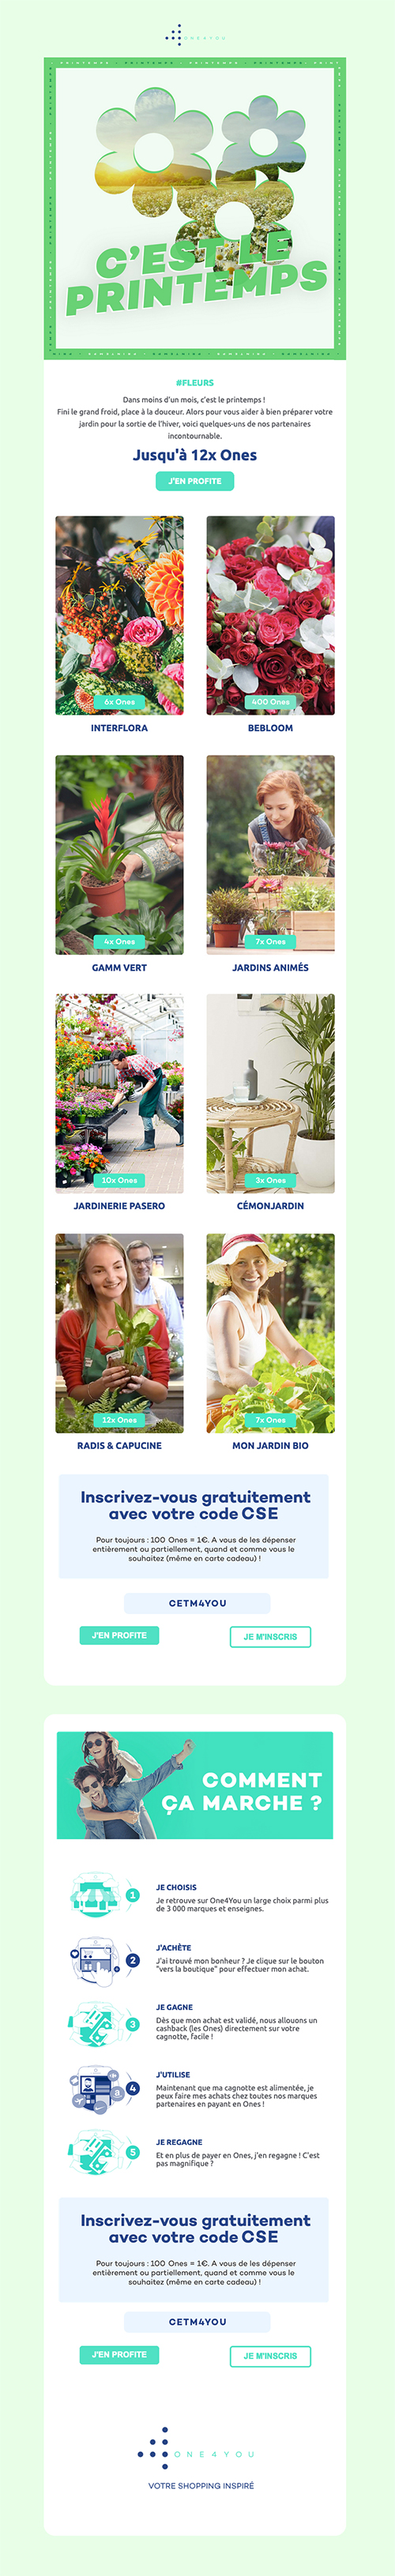 ONE4YOU
PRINTEMPS - PRINTEMPS - PRINTEMPS - PRINTEMPS
C'EST LE
PRINTEMPS
#FLEURS
Dans moins d'un mois, c'est le printemps !
Fini le grand froid, place à la douceur. Alors pour vous aider à bien préparer votre
jardin pour la sortie de l'hiver, voici quelques-uns de nos partenaires
incontournable.
Jusqu'à 12x Ones
J'EN PROFITE
6x Ones
400 Ones
INTERFLORA
BEBLOOM
4x Ones
7x Ones
GAMM VERT
JARDINS ANIMÉS
10x Ones
3x Ones
JARDINERIE PASERO
CÉMONJARDIN
12x Ones
7x Ones
RADIS & CAPUCINE
MON JARDIN BIO
Inscrivez-vous gratuitement
avec votre code CSE
Pour toujours : 100 Ones = 1€. A vous de les dépenser
entièrement ou partiellement, quand et comme vous le
souhaitez (même en carte cadeau) !
CETM4YOU
J'EN PROFITE
JE M'INSCRIS
COMMENT
ÇA MARCHE ?
1
JE CHOISIS
Je retrouve sur One4You un large choix parmi plus
de 3 000 marques et enseignes.
2
J'ACHÈTE
J'ai trouvé mon bonheur ? Je clique sur le bouton
"vers la boutique" pour effectuer mon achat.
3
JE GAGNE
Dès que mon achat est validé, nous allouons un
cashback (les Ones) directement sur votre
cagnotte, facile !
4
J'UTILISE
Maintenant que ma cagnotte est alimentée, je
peux faire mes achats chez toutes nos marques
partenaires en payant en Ones !
5
JE REGAGNE
Et en plus de payer en Ones, j'en regagne ! C'est
pas magnifique ?
Inscrivez-vous gratuitement
avec votre code CSE
Pour toujours : 100 Ones = 1€. A vous de les dépenser
entièrement ou partiellement, quand et comme vous le
souhaitez (même en carte cadeau) !
CETM4YOU
J'EN PROFITE
JE M'INSCRIS
ONE4YOU
VOTRE SHOPPING INSPIRÉ